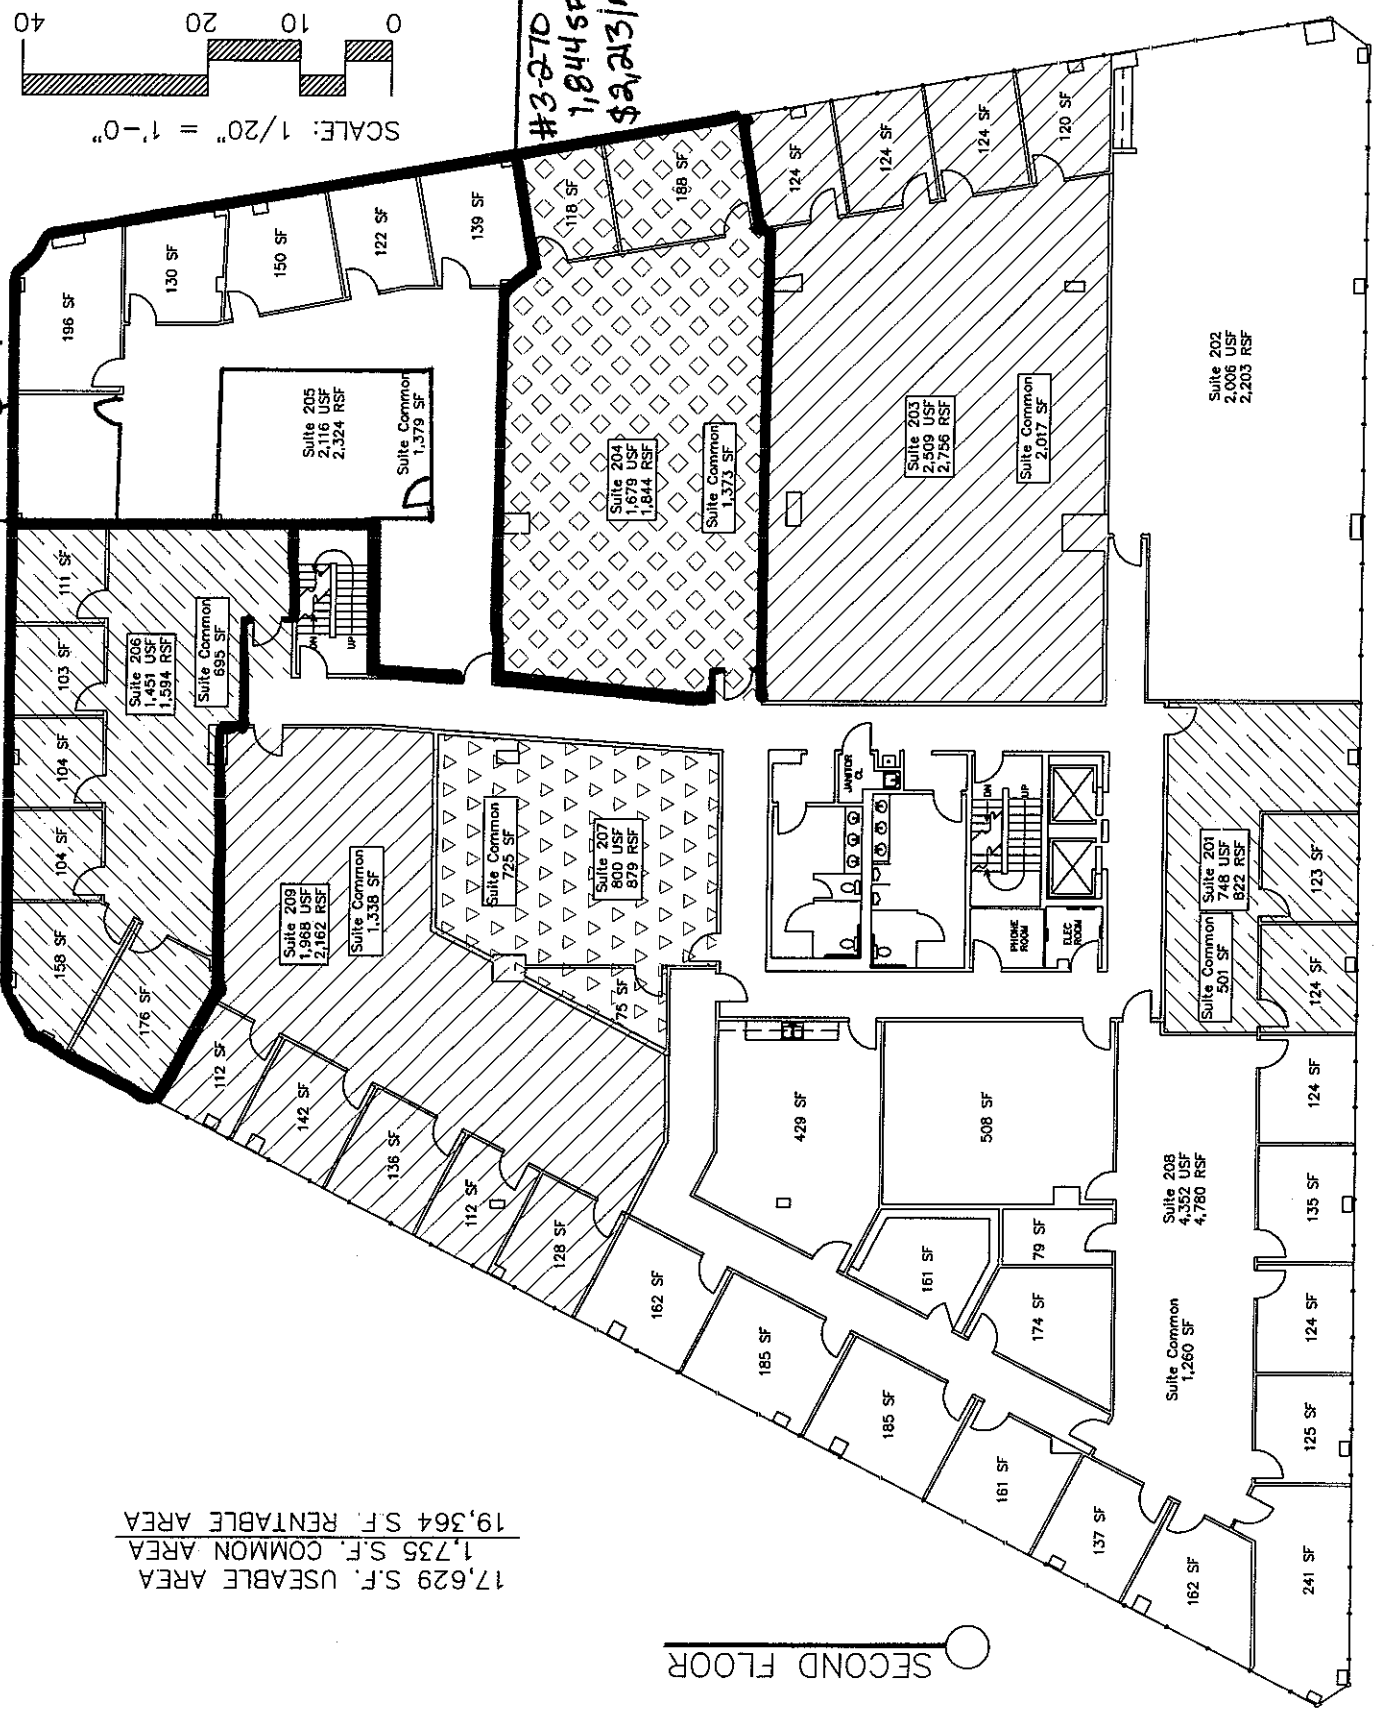 40
20
10
0
SCALE: 1/20" = 1'-0"
#3-270
1,844 SF
$2,213/
196 SF
130 SF
150 SF
122 SF
139 SF
Suite 205
2,116 USF
2,324 RSF
Suite Common
1,379 SF
118 SF
188 SF
Suite 204
1,679 USF
1,844 RSF
Suite Common
1,373 SF
124 SF
124 SF
124 SF
120 SF
Suite 203
2,509 USF
2,756 RSF
Suite Common
2,017 SF
Suite 202
2,006 USF
2,203 RSF
111 SF
103 SF
104 SF
104 SF
158 SF
176 SF
Suite 206
1,451 USF
1,594 RSF
Suite Common
695 SF
DN
UP
Suite 209
1,968 USF
2,162 RSF
Suite Common
1,338 SF
112 SF
142 SF
136 SF
112 SF
128 SF
Suite Common
725 SF
Suite 207
800 USF
879 RSF
75 SF
JANITOR
CL.
DN
UP
PHONE
ROOM
ELEC
ROOM
Suite 201
748 USF
822 RSF
Suite Common
501 SF
123 SF
124 SF
429 SF
508 SF
161 SF
79 SF
174 SF
Suite 208
4,352 USF
4,780 RSF
Suite Common
1,260 SF
162 SF
185 SF
185 SF
161 SF
137 SF
162 SF
241 SF
125 SF
124 SF
135 SF
124 SF
17,629 S.F. USEABLE AREA
1,735 S.F. COMMON AREA
19,364 S.F. RENTABLE AREA
SECOND FLOOR